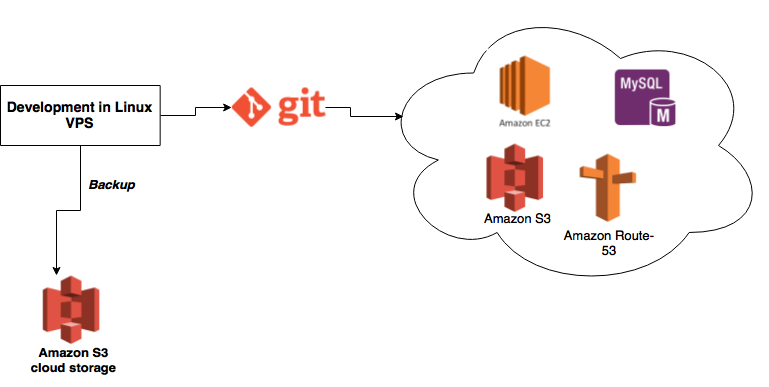 Development in Linux
VPS
git
Amazon EC2
MySQL
M
Backup
Amazon S3
Amazon Route-
53
Amazon S3
cloud storage